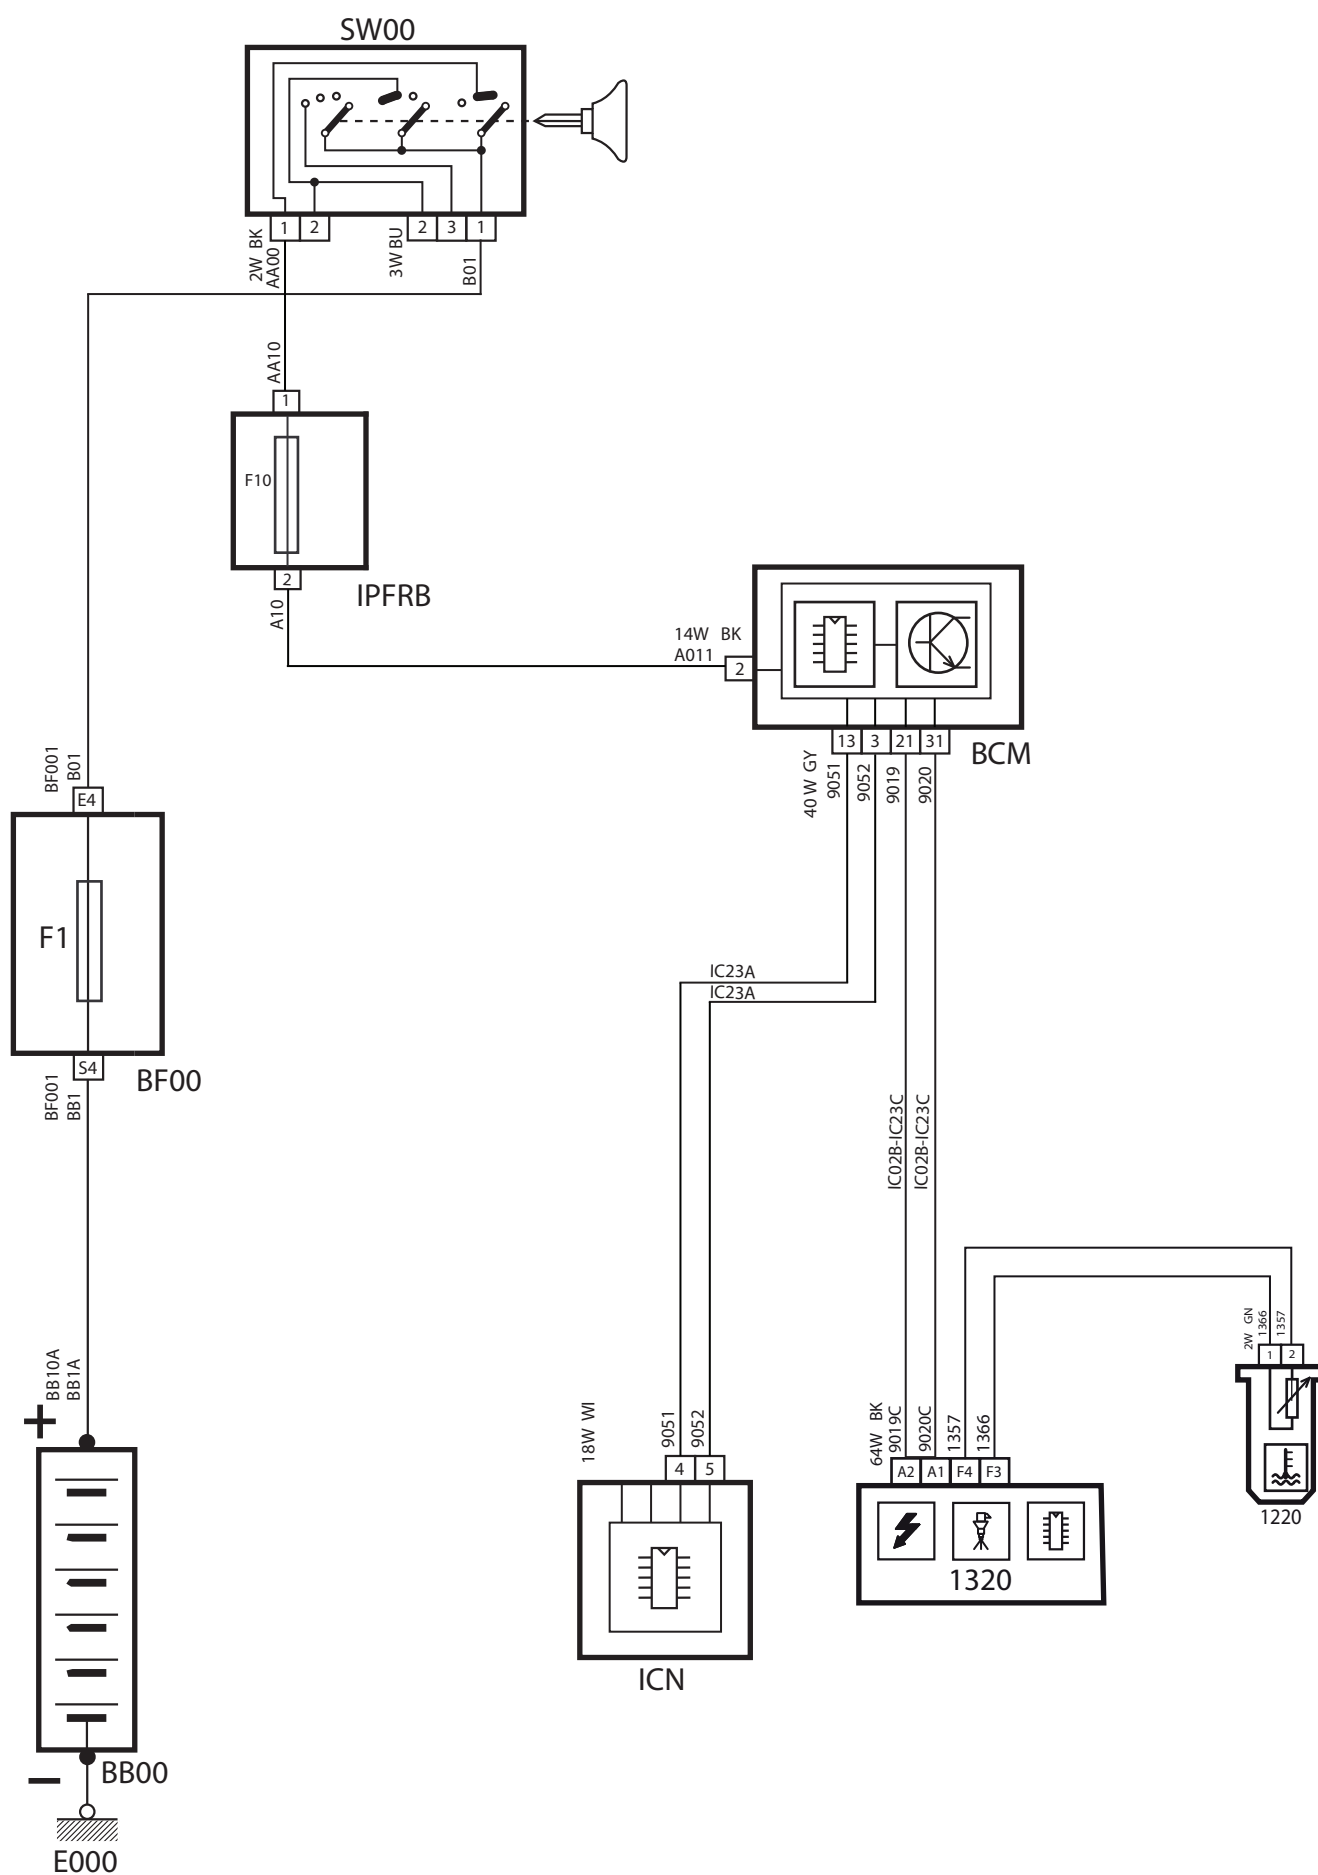 SW00
1 2 2 3 1
2W BK
AA00
3W BU
B01
AA10
1
F10
2
IPFRB
A10
14W BK
A011
2
13 3 21 31
BCM
40 W GY
9051
9052
9019
9020
BF001
B01
E4
F1
S4
BF00
BF001
BB1
IC23A
IC23A
IC02B-IC23C
IC02B-IC23C
2W GN
1366
1357
1 2
1220
BB10A
BB1A
+
18W WI
9051
9052
4 5
ICN
64W BK
9019C
9020C
1357
1366
A2 A1 F4 F3
1320
BB00
−
E000